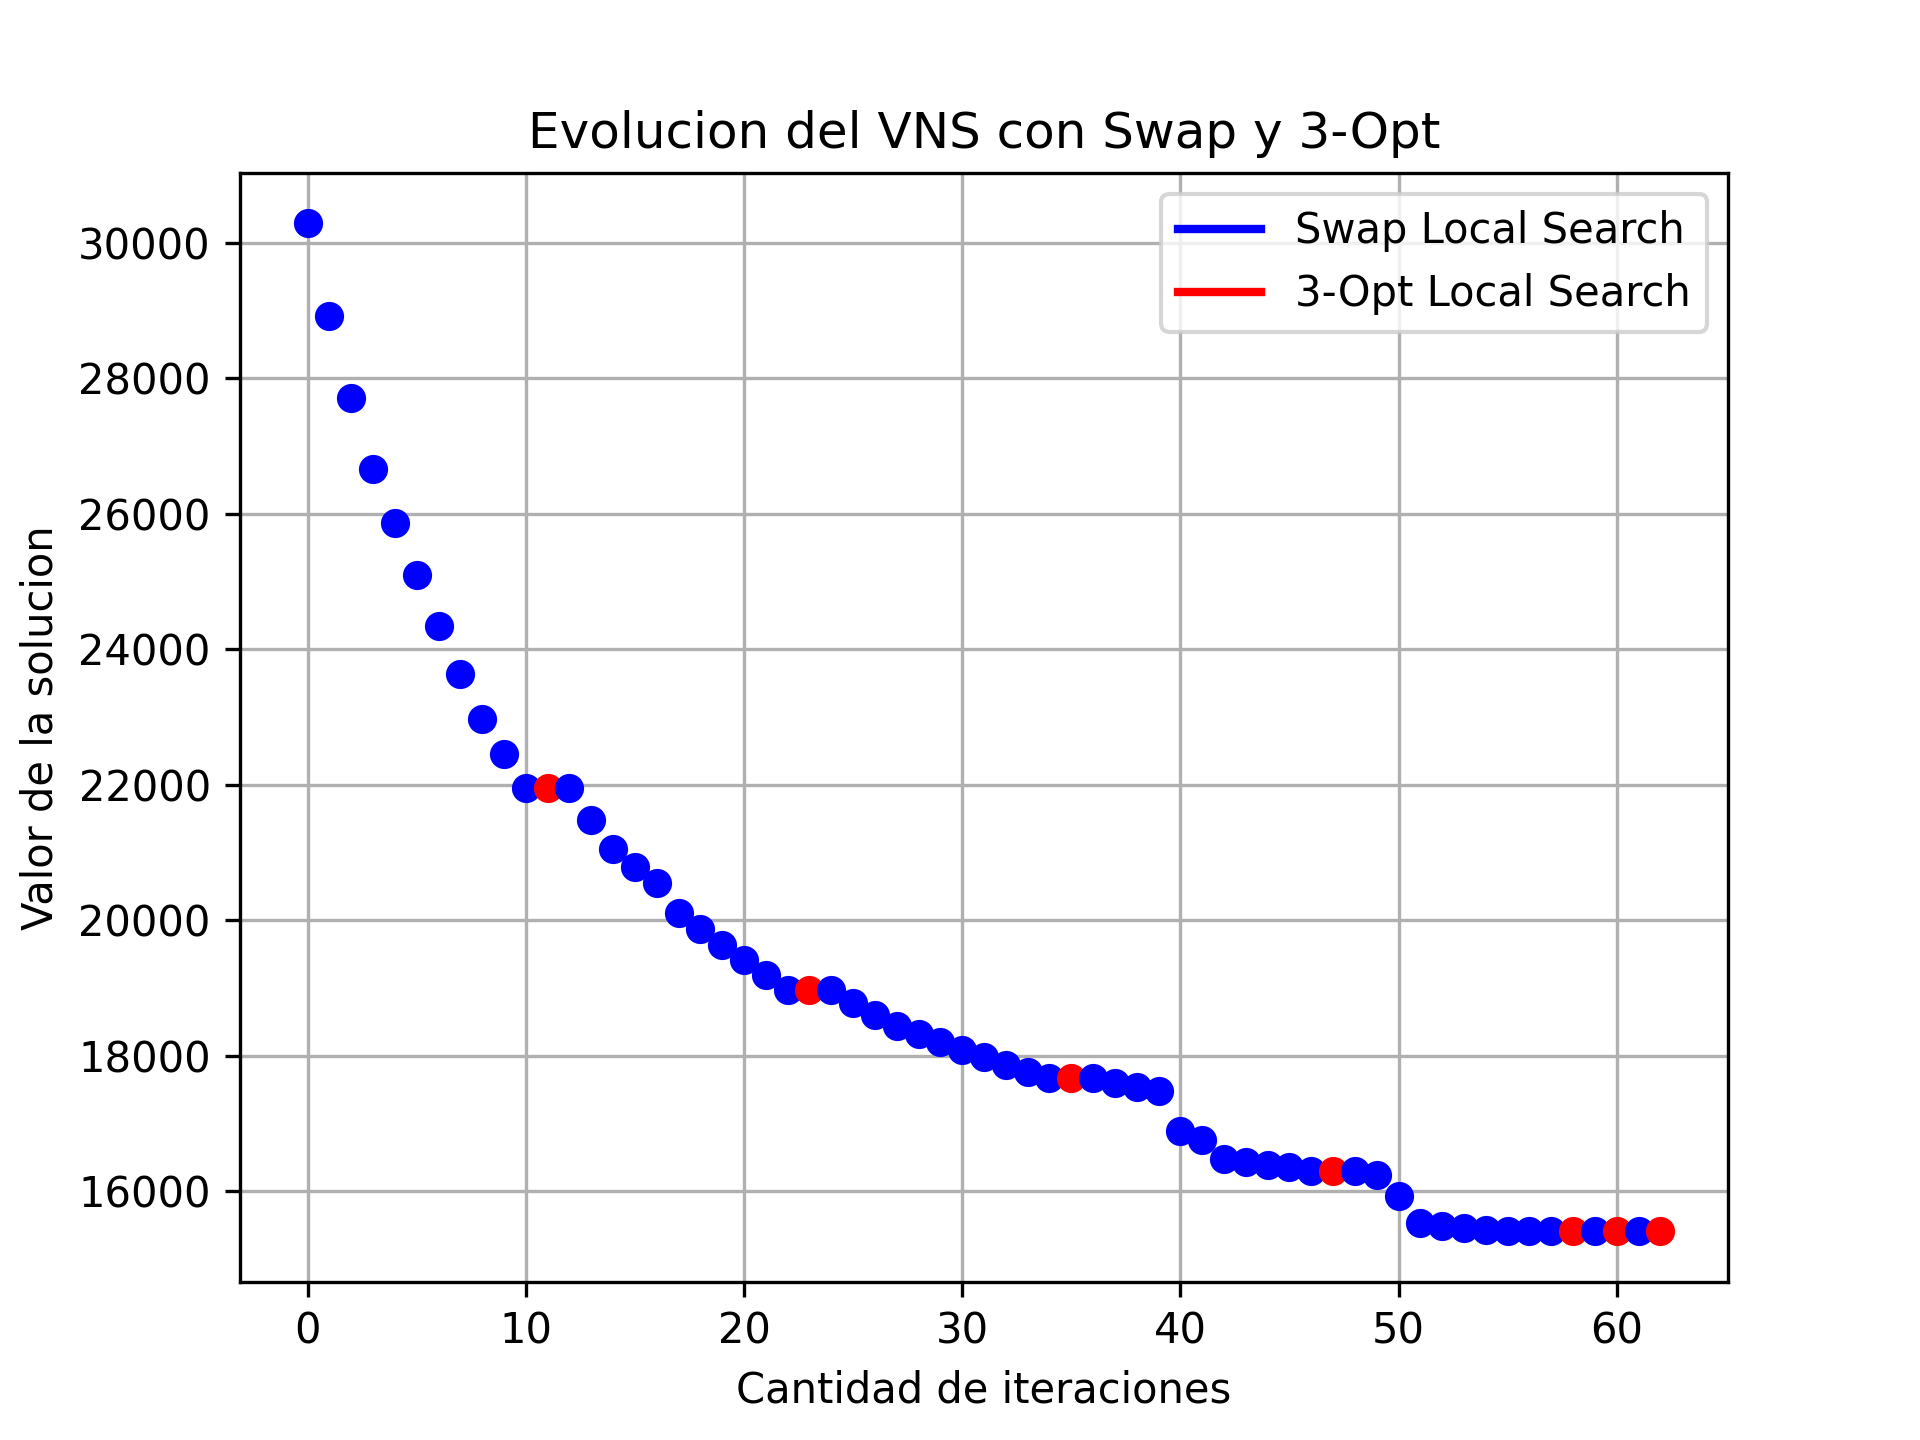 Evolucion del VNS con Swap y 3-Opt
Swap Local Search
3-Opt Local Search
Valor de la solucion
30000
28000
26000
24000
22000
20000
18000
16000
0 10 20 30 40 50 60
Cantidad de iteraciones